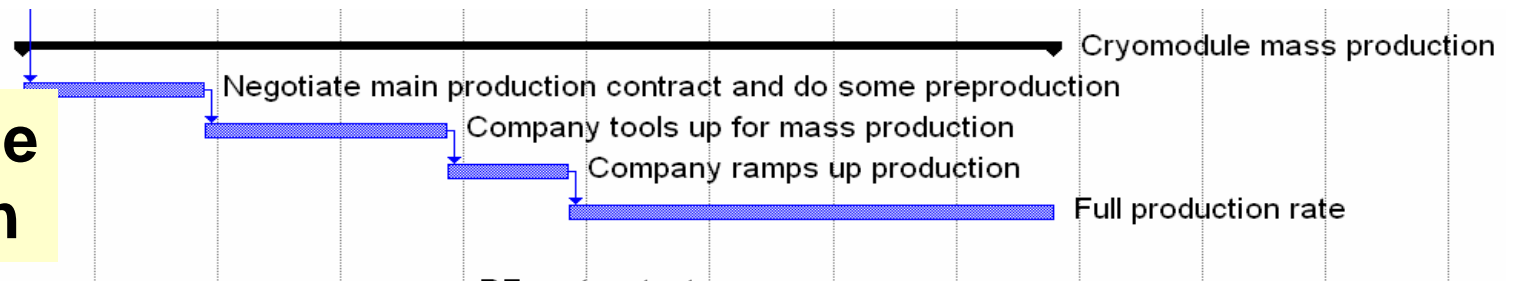 Cryomodule mass production
Negotiate main production contract and do some preproduction
Company tools up for mass production
Company ramps up production
Full production rate